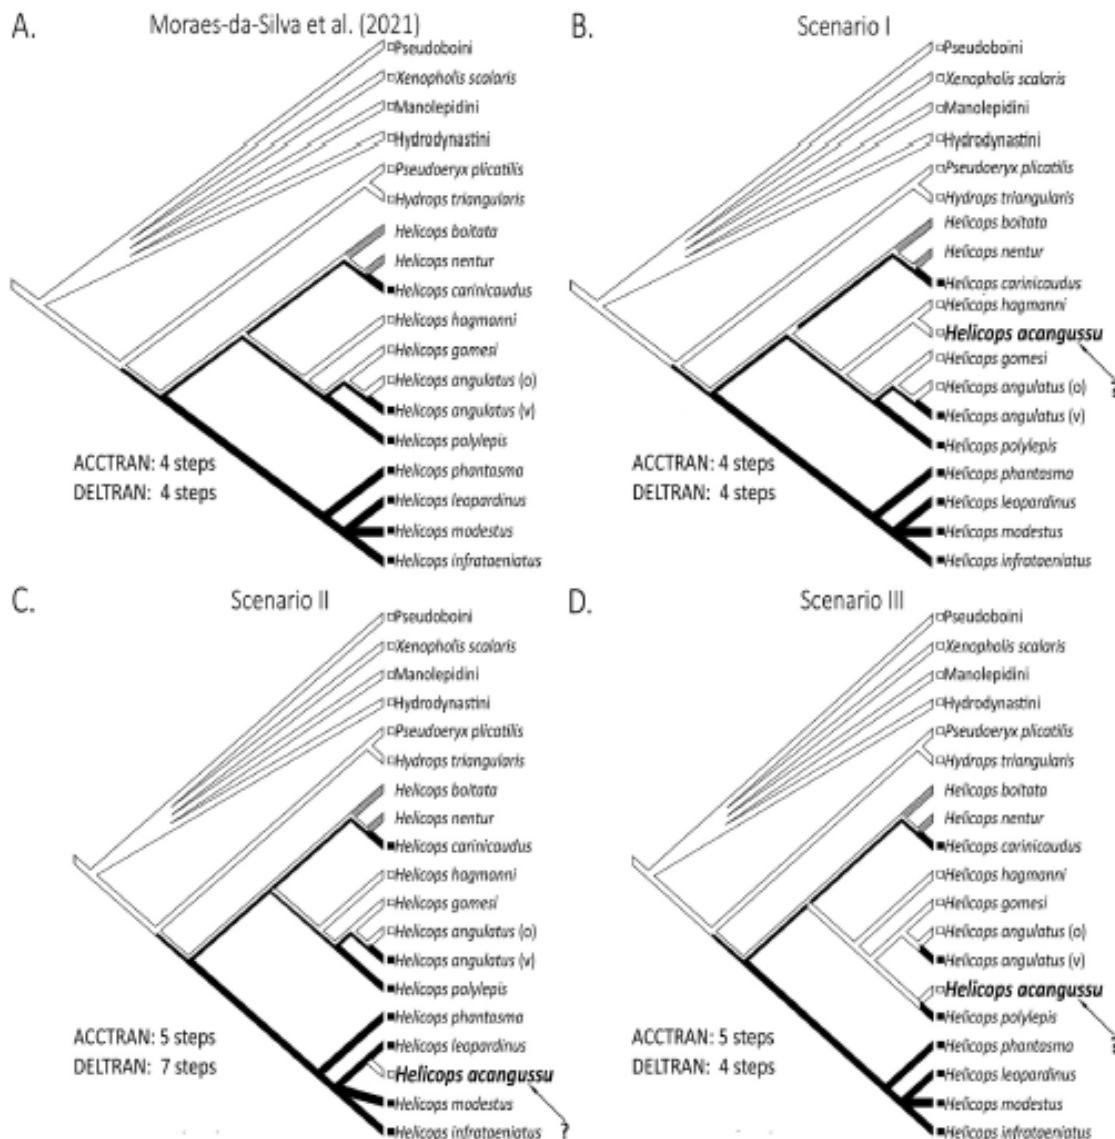 A.
Moraes-da-Silva et al. (2021)
Pseudoboini
Xenopholis scalaris
Manolepidini
Hydrodynastini
Pseudoeryx plicatilis
Hydrops triangularis
Helicops boitata
Helicops nentur
Helicops carinicaudus
Helicops hagmanni
Helicops gomesi
Helicops angulatus (o)
Helicops angulatus (v)
Helicops polylepis
Helicops phantasma
Helicops leopardinus
Helicops modestus
Helicops infrataeniatus
ACCTRAN: 4 steps
DELTRAN: 4 steps
B.
Scenario I
Pseudoboini
Xenopholis scalaris
Manolepidini
Hydrodynastini
Pseudoeryx plicatilis
Hydrops triangularis
Helicops boitata
Helicops nentur
Helicops carinicaudus
Helicops hagmanni
Helicops acangussu
Helicops gomesi
Helicops angulatus (o)
?
Helicops angulatus (v)
Helicops polylepis
Helicops phantasma
Helicops leopardinus
Helicops modestus
Helicops infrataeniatus
ACCTRAN: 4 steps
DELTRAN: 4 steps
C.
Scenario II
Pseudoboini
Xenopholis scalaris
Manolepidini
Hydrodynastini
Pseudoeryx plicatilis
Hydrops triangularis
Helicops boitata
Helicops nentur
Helicops carinicaudus
Helicops hagmanni
Helicops gomesi
Helicops angulatus (o)
Helicops angulatus (v)
Helicops polylepis
Helicops phantasma
Helicops leopardinus
Helicops acangussu
Helicops modestus
Helicops infrataeniatus
?
ACCTRAN: 5 steps
DELTRAN: 7 steps
D.
Scenario III
Pseudoboini
Xenopholis scalaris
Manolepidini
Hydrodynastini
Pseudoeryx plicatilis
Hydrops triangularis
Helicops boitata
Helicops nentur
Helicops carinicaudus
Helicops hagmanni
Helicops gomesi
Helicops angulatus (o)
Helicops angulatus (v)
Helicops acangussu
Helicops polylepis
Helicops phantasma
?
Helicops leopardinus
Helicops modestus
Helicops infrataeniatus
ACCTRAN: 5 steps
DELTRAN: 4 steps